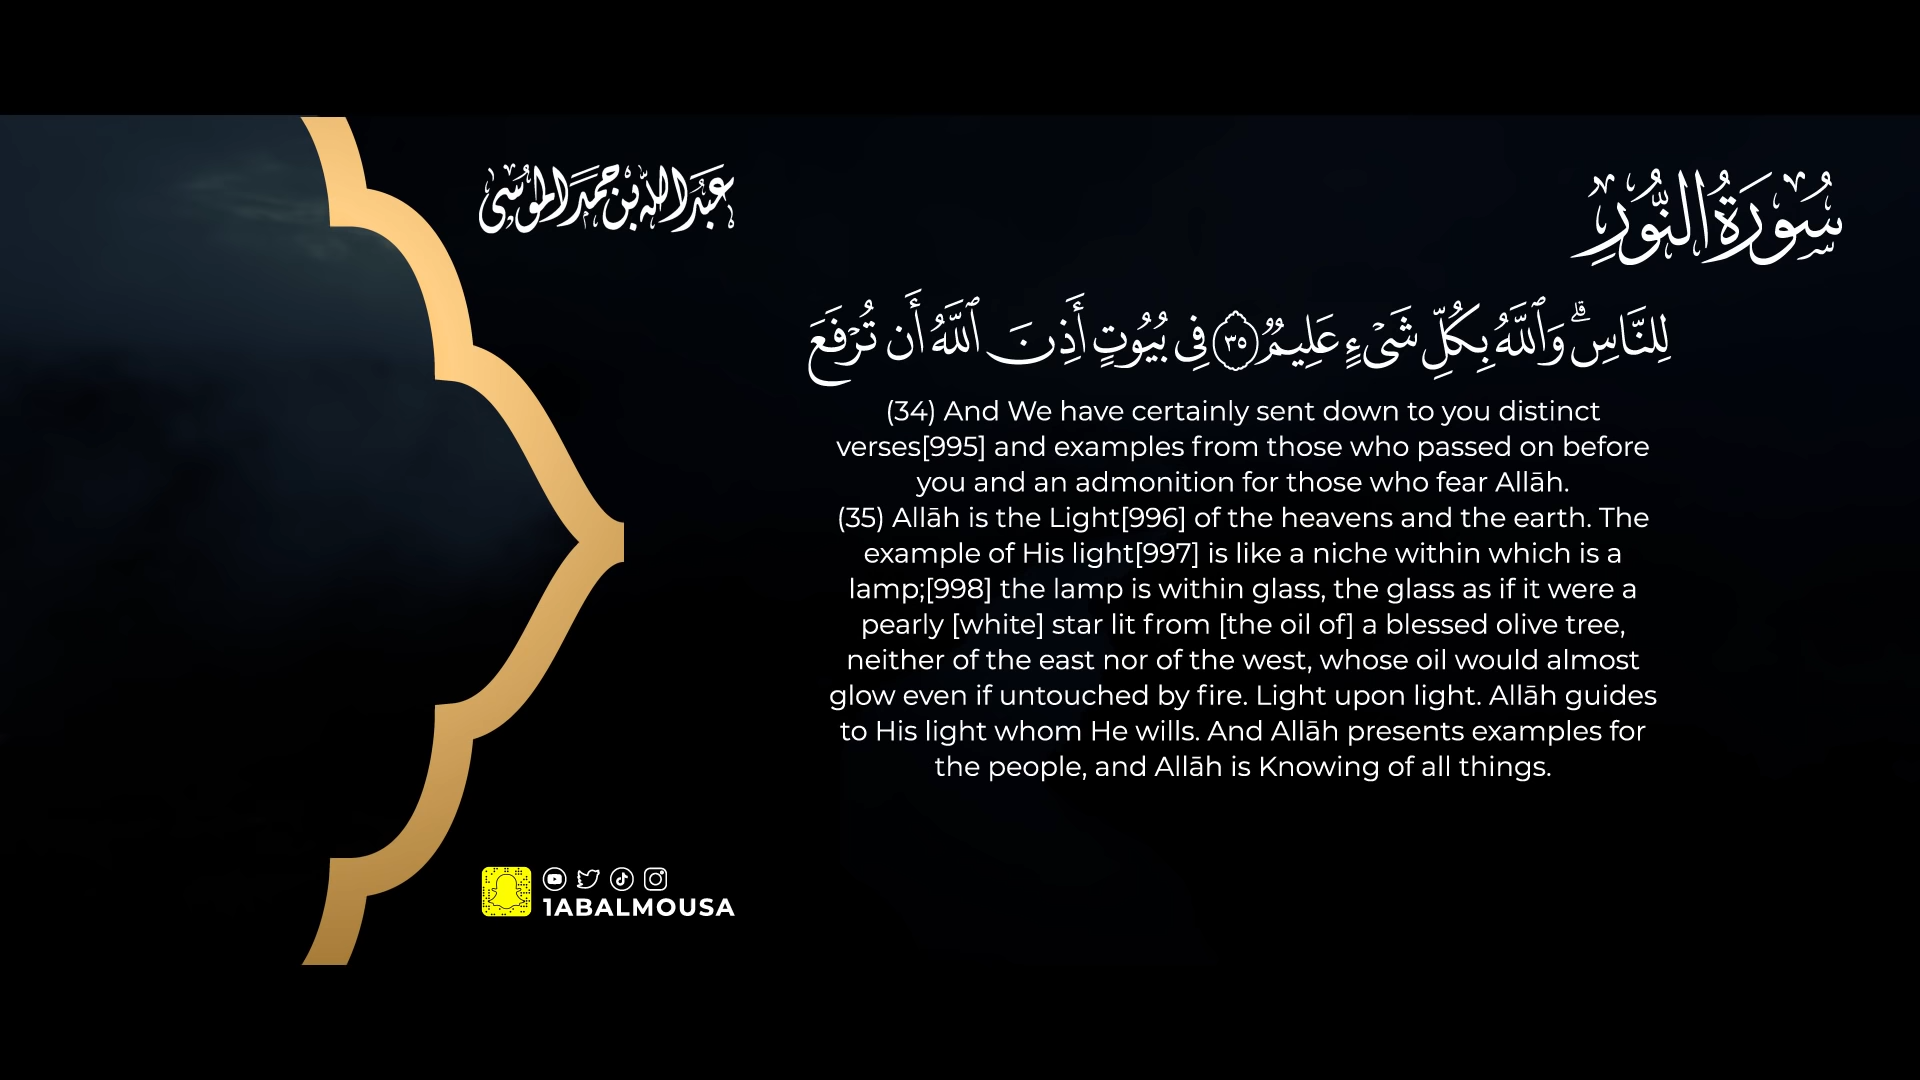 عَبْدُ اللَّه بْنِ حَمَد المُوسَى
سُورَةُ النُّورِ
لِلنَّاسِۗ وَٱللَّهُ بِكُلِّ شَىْءٍ عَلِيمٌ ٣٥ فِى بُيُوتٍ أَذِنَ ٱللَّهُ أَن تُرْفَعَ
(34) And We have certainly sent down to you distinct
verses[995] and examples from those who passed on before
you and an admonition for those who fear Allāh.
(35) Allāh is the Light[996] of the heavens and the earth. The
example of His light[997] is like a niche within which is a
lamp;[998] the lamp is within glass, the glass as if it were a
pearly [white] star lit from [the oil of] a blessed olive tree,
neither of the east nor of the west, whose oil would almost
glow even if untouched by fire. Light upon light. Allāh guides
to His light whom He wills. And Allāh presents examples for
the people, and Allāh is Knowing of all things.
1ABALMOUSA